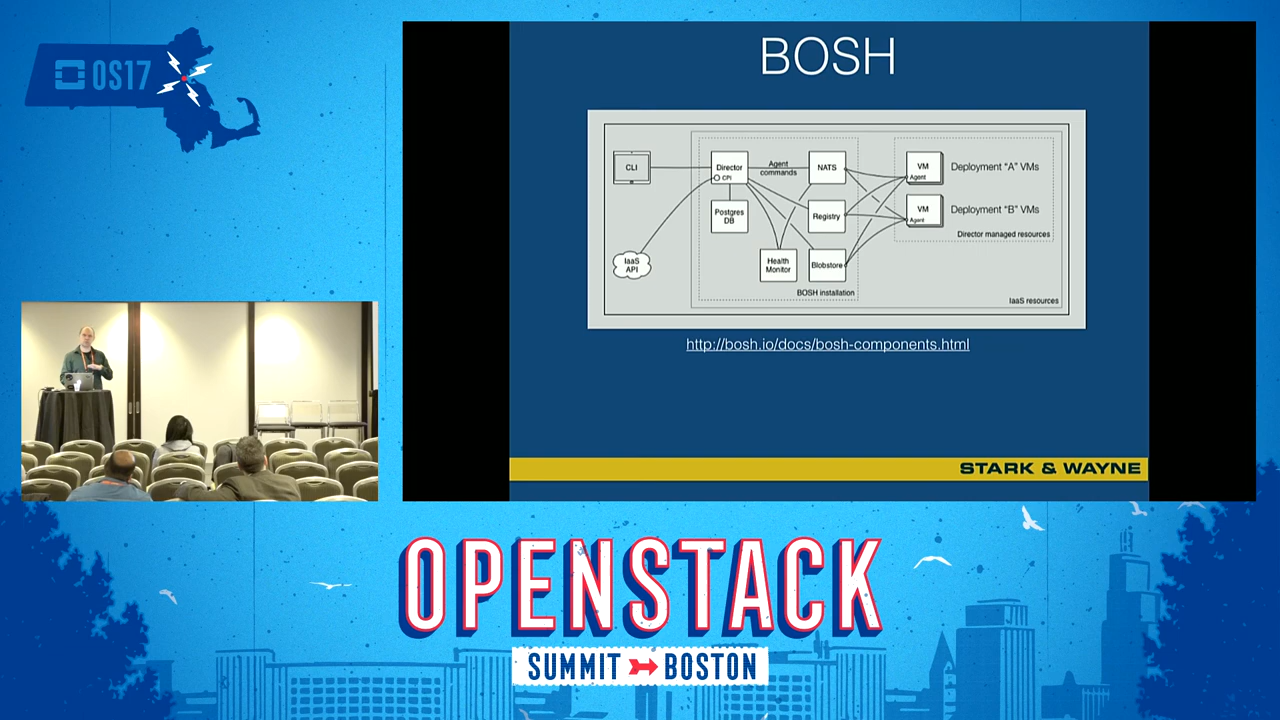 OS17
BOSH
CLI
Director
CPI
Agent
commands
NATS
VM
Agent
Deployment "A" VMs
Postgres
DB
Registry
VM
Agent
Deployment "B" VMs
Director managed resources
IaaS
API
Health
Monitor
Blobstore
BOSH installation
IaaS resources
http://bosh.io/docs/bosh-components.html
STARK & WAYNE
OPENSTACK
SUMMIT BOSTON